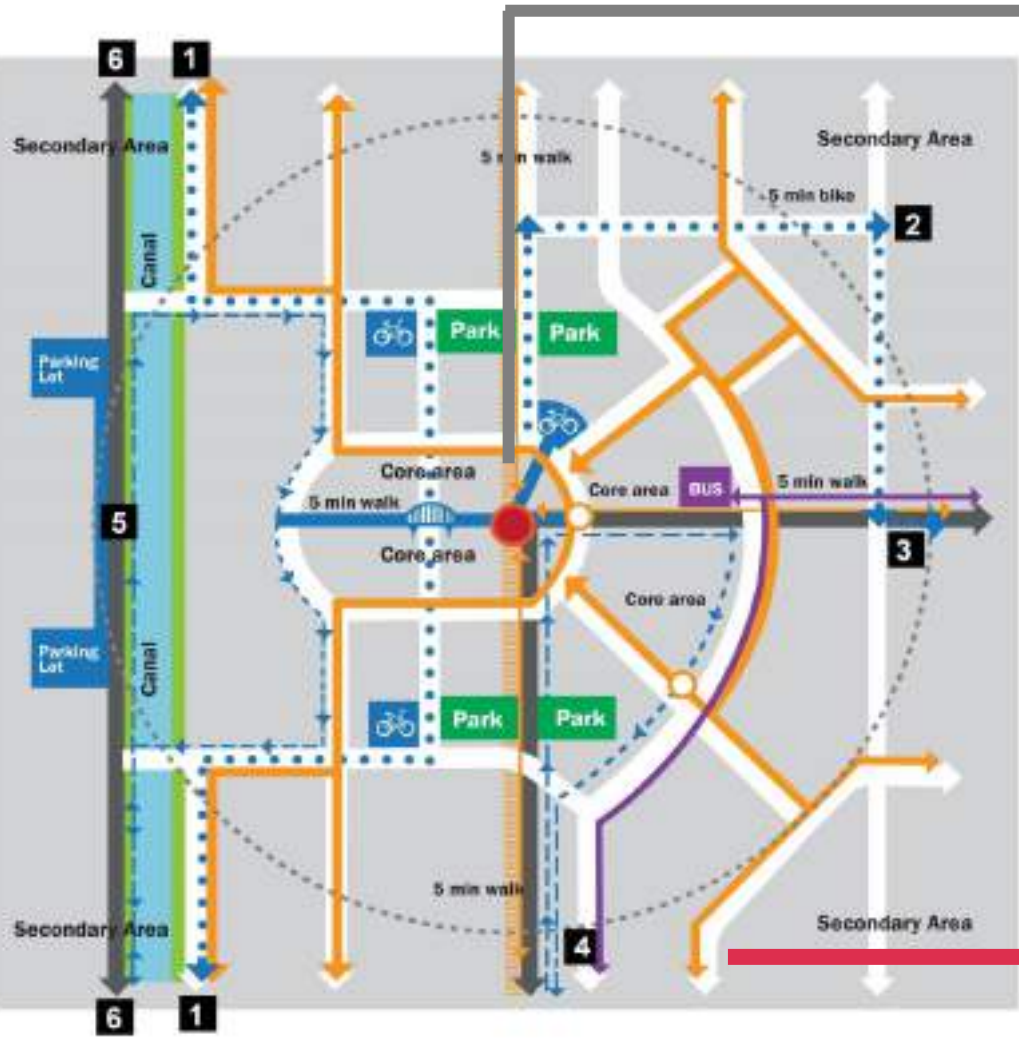 6
1
Secondary Area
Secondary Area
5 min walk
5 min bike
2
Canal
Park
Park
Parking
Lot
Core area
Core area
BUS
5 min walk
5 min walk
5
3
Core area
Core area
Parking
Lot
Canal
Park
Park
5 min walk
Secondary Area
Secondary Area
4
6
1